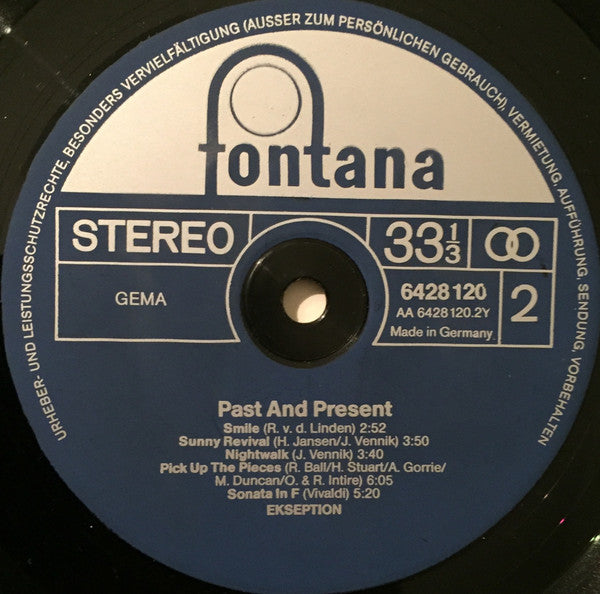 URHEBER- UND LEISTUNGSSCHUTZRECHTE, BESONDERS VERVIELFÄLTIGUNG (AUSSER ZUM PERSÖNLICHEN GEBRAUCH), VERMIETUNG, AUFFÜHRUNG, SENDUNG, VORBEHALTEN
fontana
STEREO
33 1/3
GEMA
6428 120
AA 6428 120.2Y
Made in Germany
2
Past And Present
Smile (R. v. d. Linden) 2:52
Sunny Revival (H. Jansen/J. Vennik) 3:50
Nightwalk (J. Vennik) 3:40
Pick Up The Pieces (R. Ball/H. Stuart/A. Gorrie/
M. Duncan/O. & R. Intire) 6:05
Sonata In F (Vivaldi) 5:20
EKSEPTION